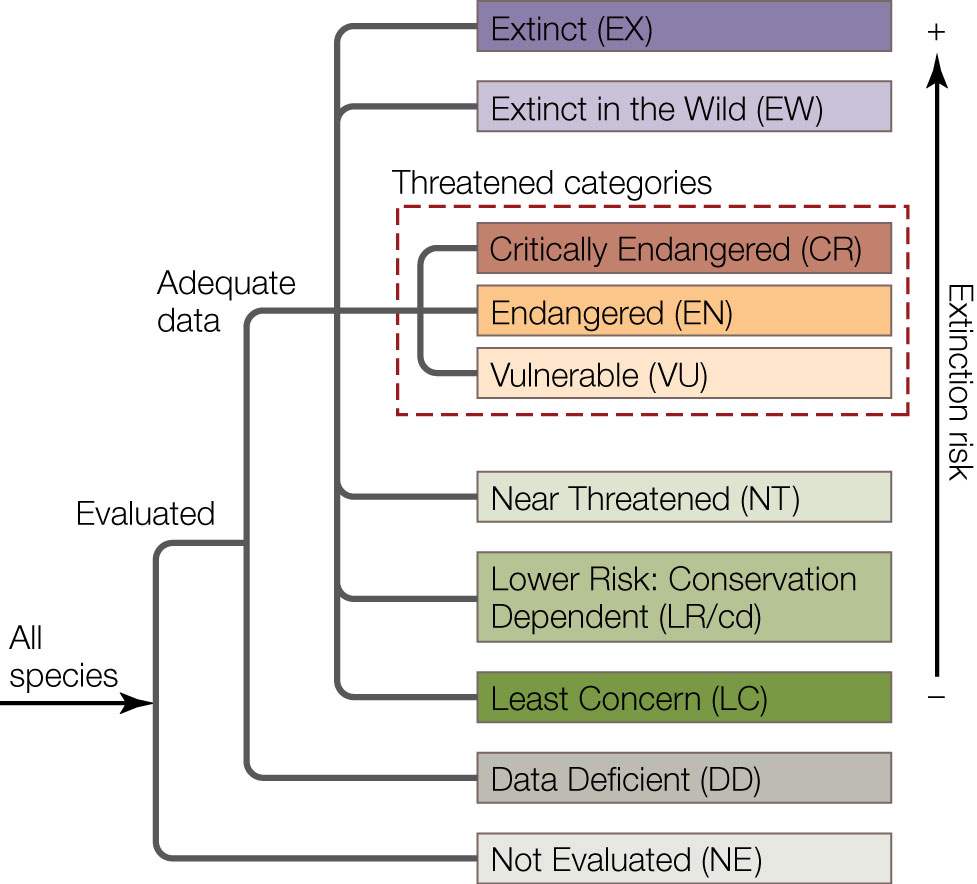 Extinct (EX)
+
Extinct in the Wild (EW)
Threatened categories
Critically Endangered (CR)
Adequate
data
Endangered (EN)
Vulnerable (VU)
Extinction risk
Near Threatened (NT)
Evaluated
Lower Risk: Conservation
Dependent (LR/cd)
All
species
Least Concern (LC)
–
Data Deficient (DD)
Not Evaluated (NE)